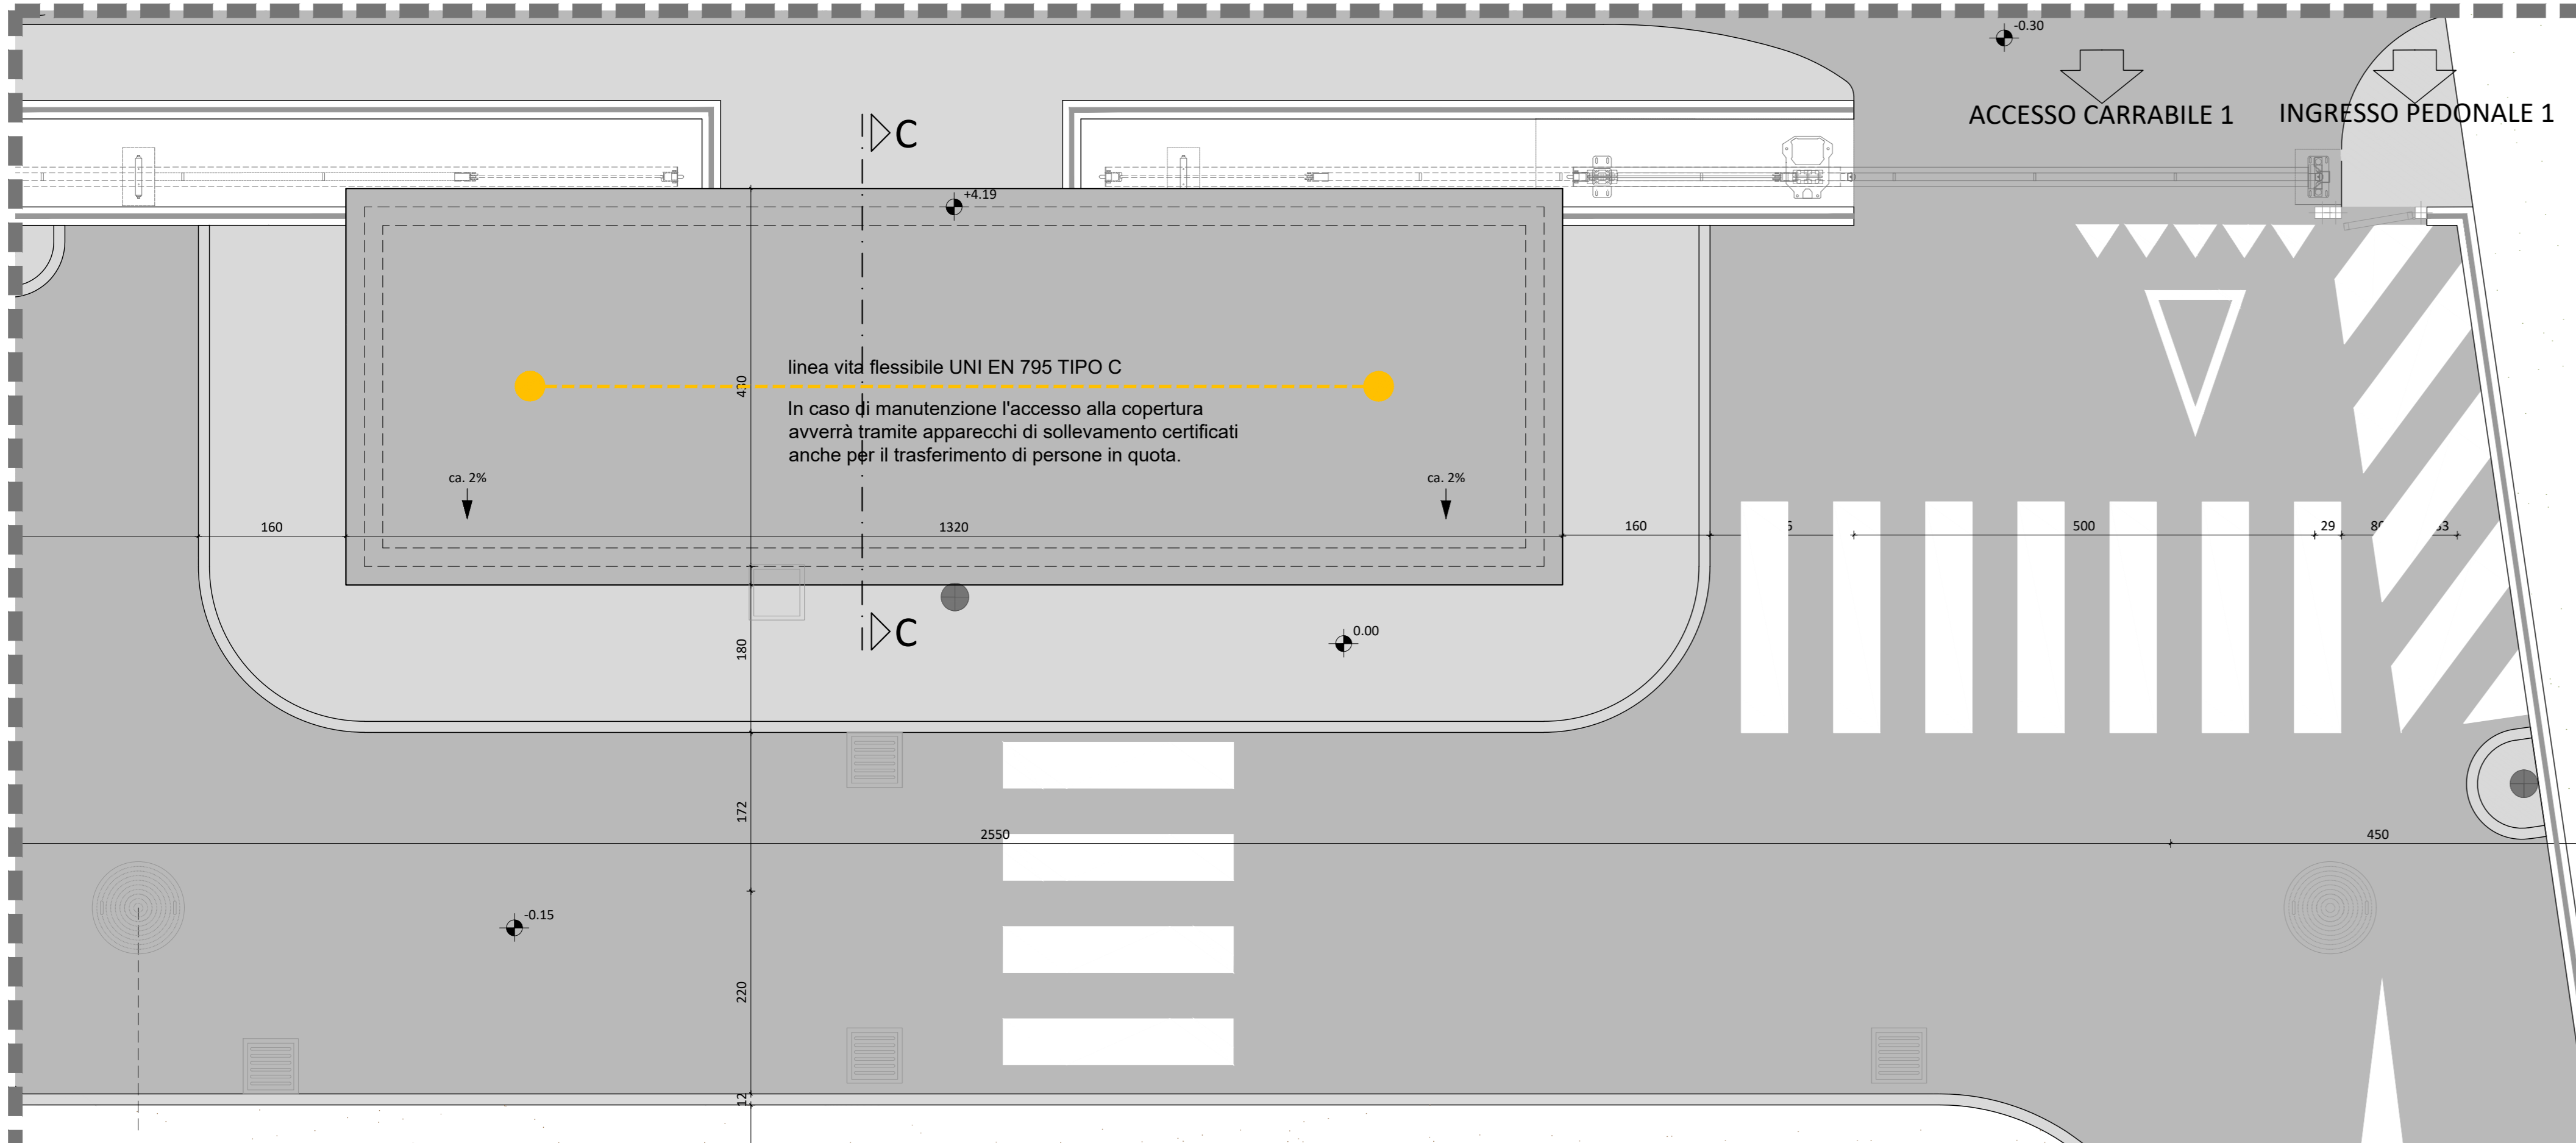 -0.30
ACCESSO CARRABILE 1
INGRESSO PEDONALE 1
C
+4.19
linea vita flessibile UNI EN 795 TIPO C
In caso di manutenzione l'accesso alla copertura
avverrà tramite apparecchi di sollevamento certificati
anche per il trasferimento di persone in quota.
ca. 2%
ca. 2%
160
1320
160
500
29
C
0.00
180
172
2550
450
-0.15
220
12